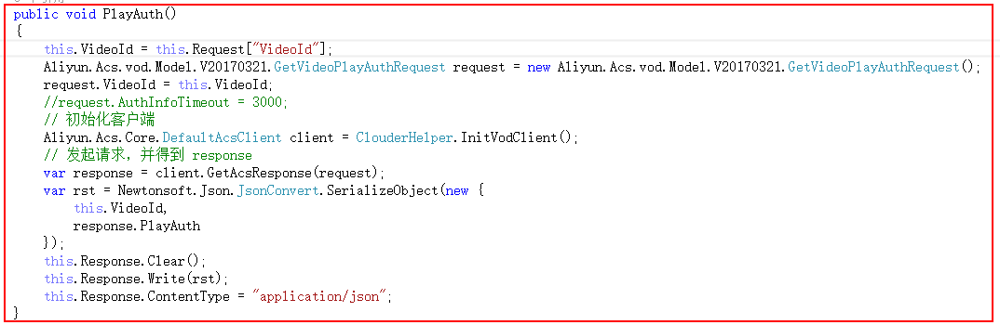 public void PlayAuth()
{
this.VideoId = this.Request["VideoId"];
Aliyun.Acs.vod.Model.V20170321.GetVideoPlayAuthRequest request = new Aliyun.Acs.vod.Model.V20170321.GetVideoPlayAuthRequest();
request.VideoId = this.VideoId;
//request.AuthInfoTimeout = 3000;
// 初始化客户端
Aliyun.Acs.Core.DefaultAcsClient client = ClouderHelper.InitVodClient();
// 发起请求，并得到 response
var response = client.GetAcsResponse(request);
var rst = Newtonsoft.Json.JsonConvert.SerializeObject(new {
this.VideoId,
response.PlayAuth
});
this.Response.Clear();
this.Response.Write(rst);
this.Response.ContentType = "application/json";
}